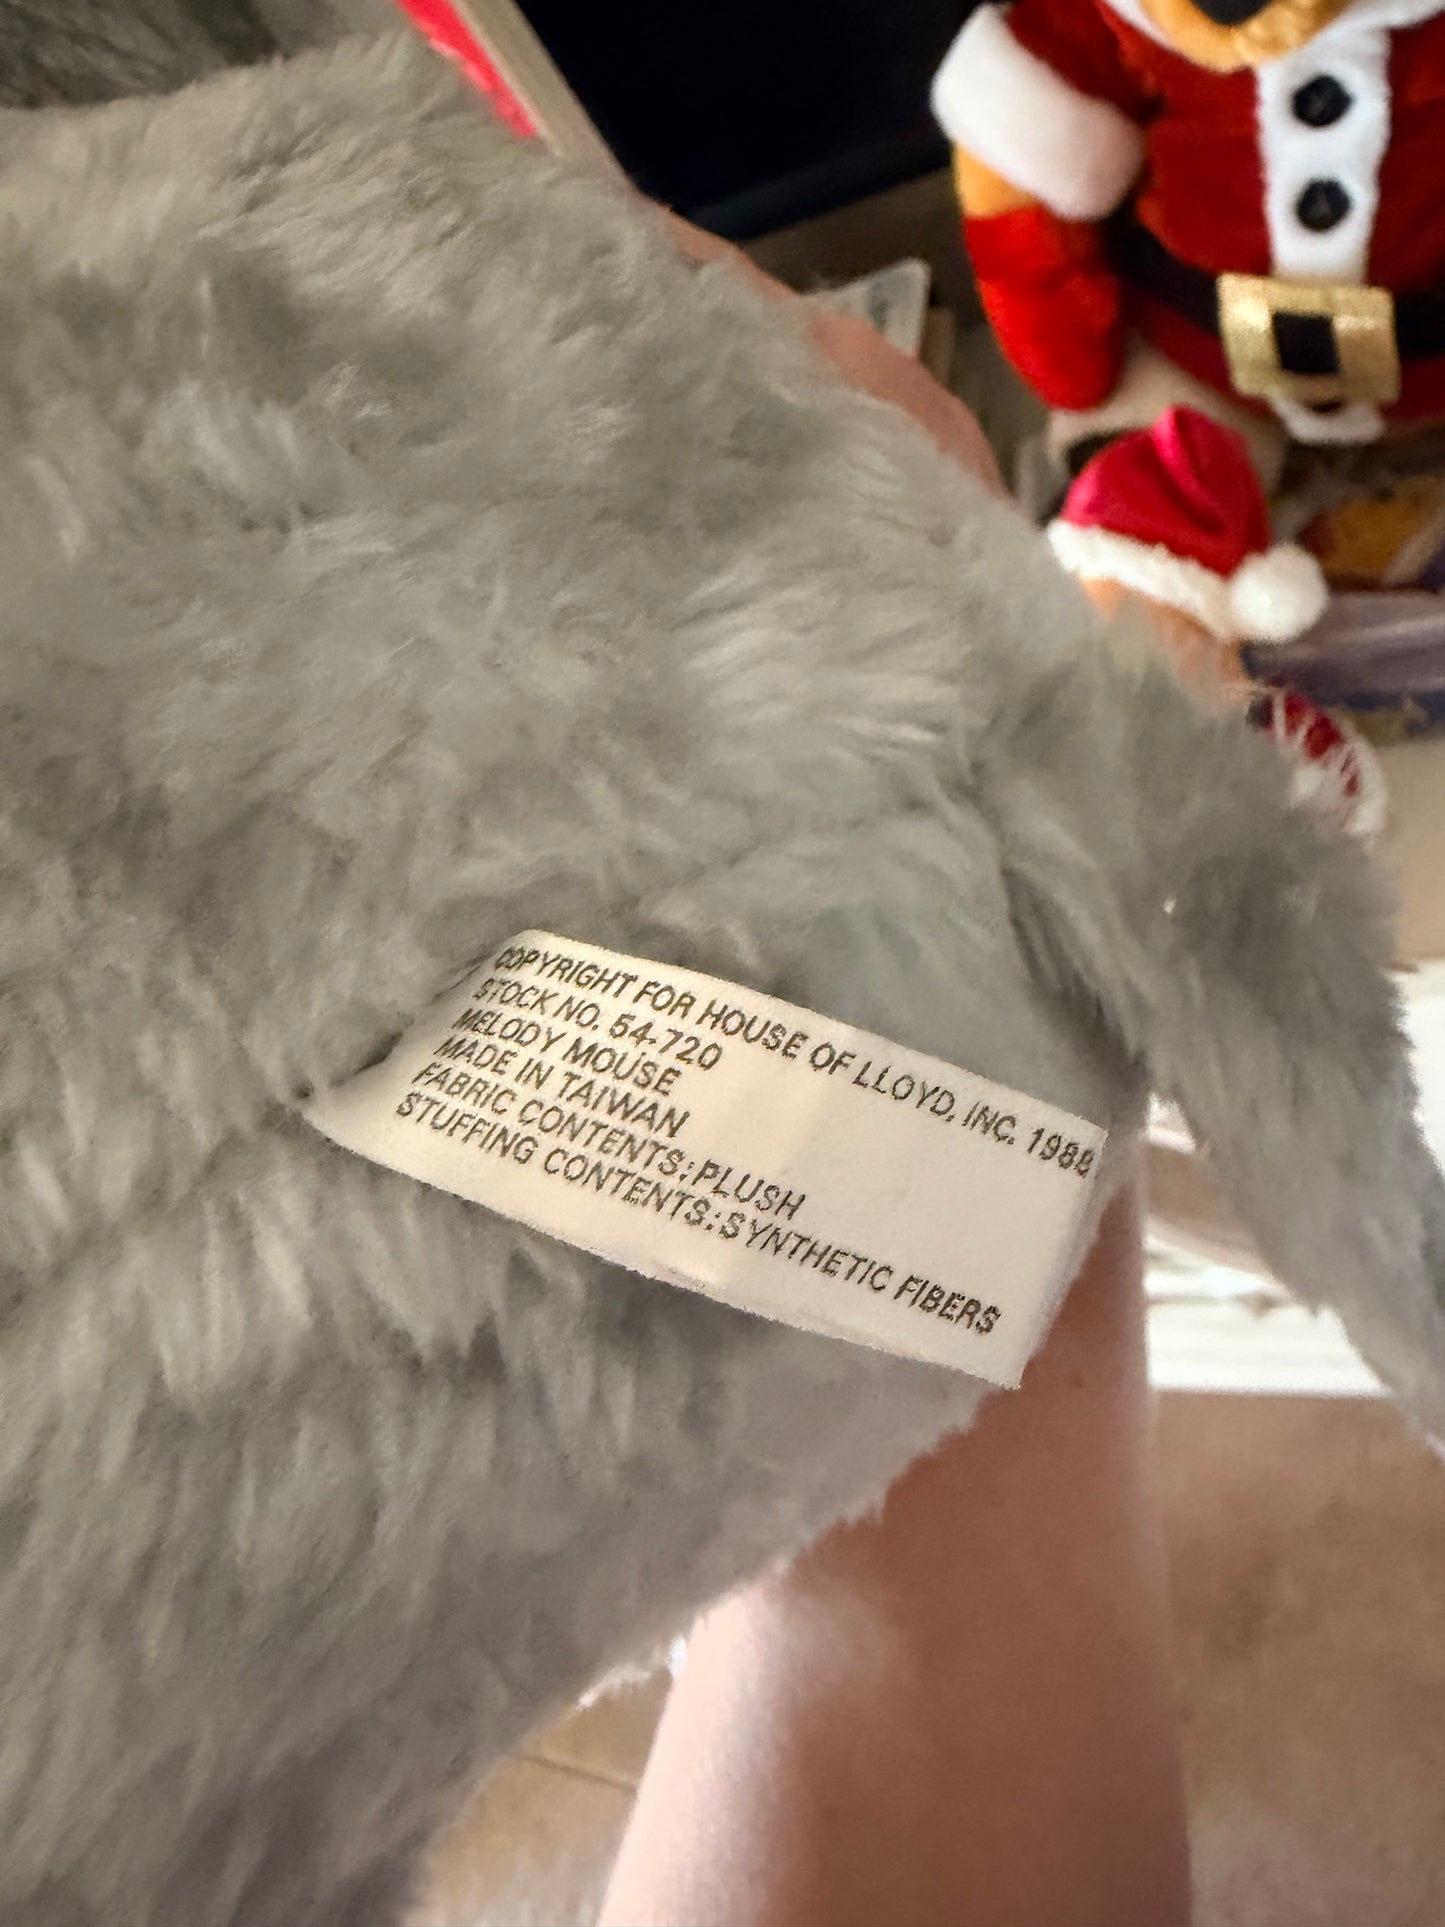 COPYRIGHT FOR HOUSE OF LLOYD, INC. 1988
STOCK NO. 54-720
MELODY MOUSE
MADE IN TAIWAN
FABRIC CONTENTS: PLUSH
STUFFING CONTENTS: SYNTHETIC FIBERS